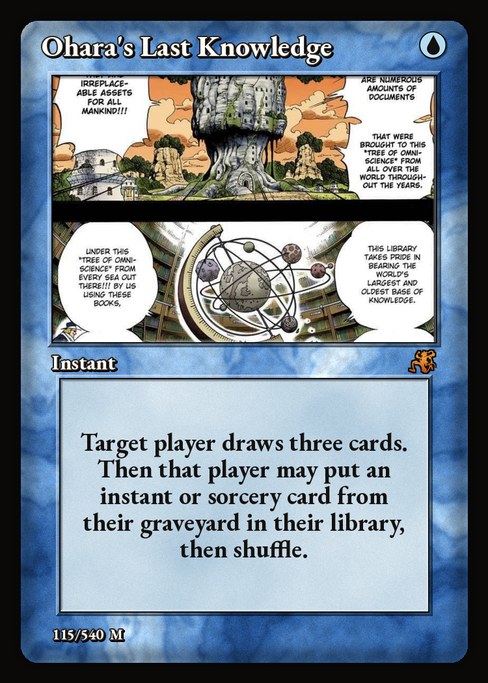 Ohara's Last Knowledge
IRREPLACE-
ABLE ASSETS
FOR ALL
MANKIND!!!
ARE NUMEROUS
AMOUNTS OF
DOCUMENTS
THAT WERE
BROUGHT TO THIS
"TREE OF OMNI-
SCIENCE" FROM
ALL OVER THE
WORLD THROUGH-
OUT THE YEARS.
UNDER THIS
"TREE OF OMNI-
SCIENCE" FROM
EVERY SEA OUT
THERE!!! BY US
USING THESE
BOOKS,
THIS LIBRARY
TAKES PRIDE IN
BEARING THE
WORLD'S
LARGEST AND
OLDEST BASE OF
KNOWLEDGE.
Instant
Target player draws three cards.
Then that player may put an
instant or sorcery card from
their graveyard in their library,
then shuffle.
115/540 M